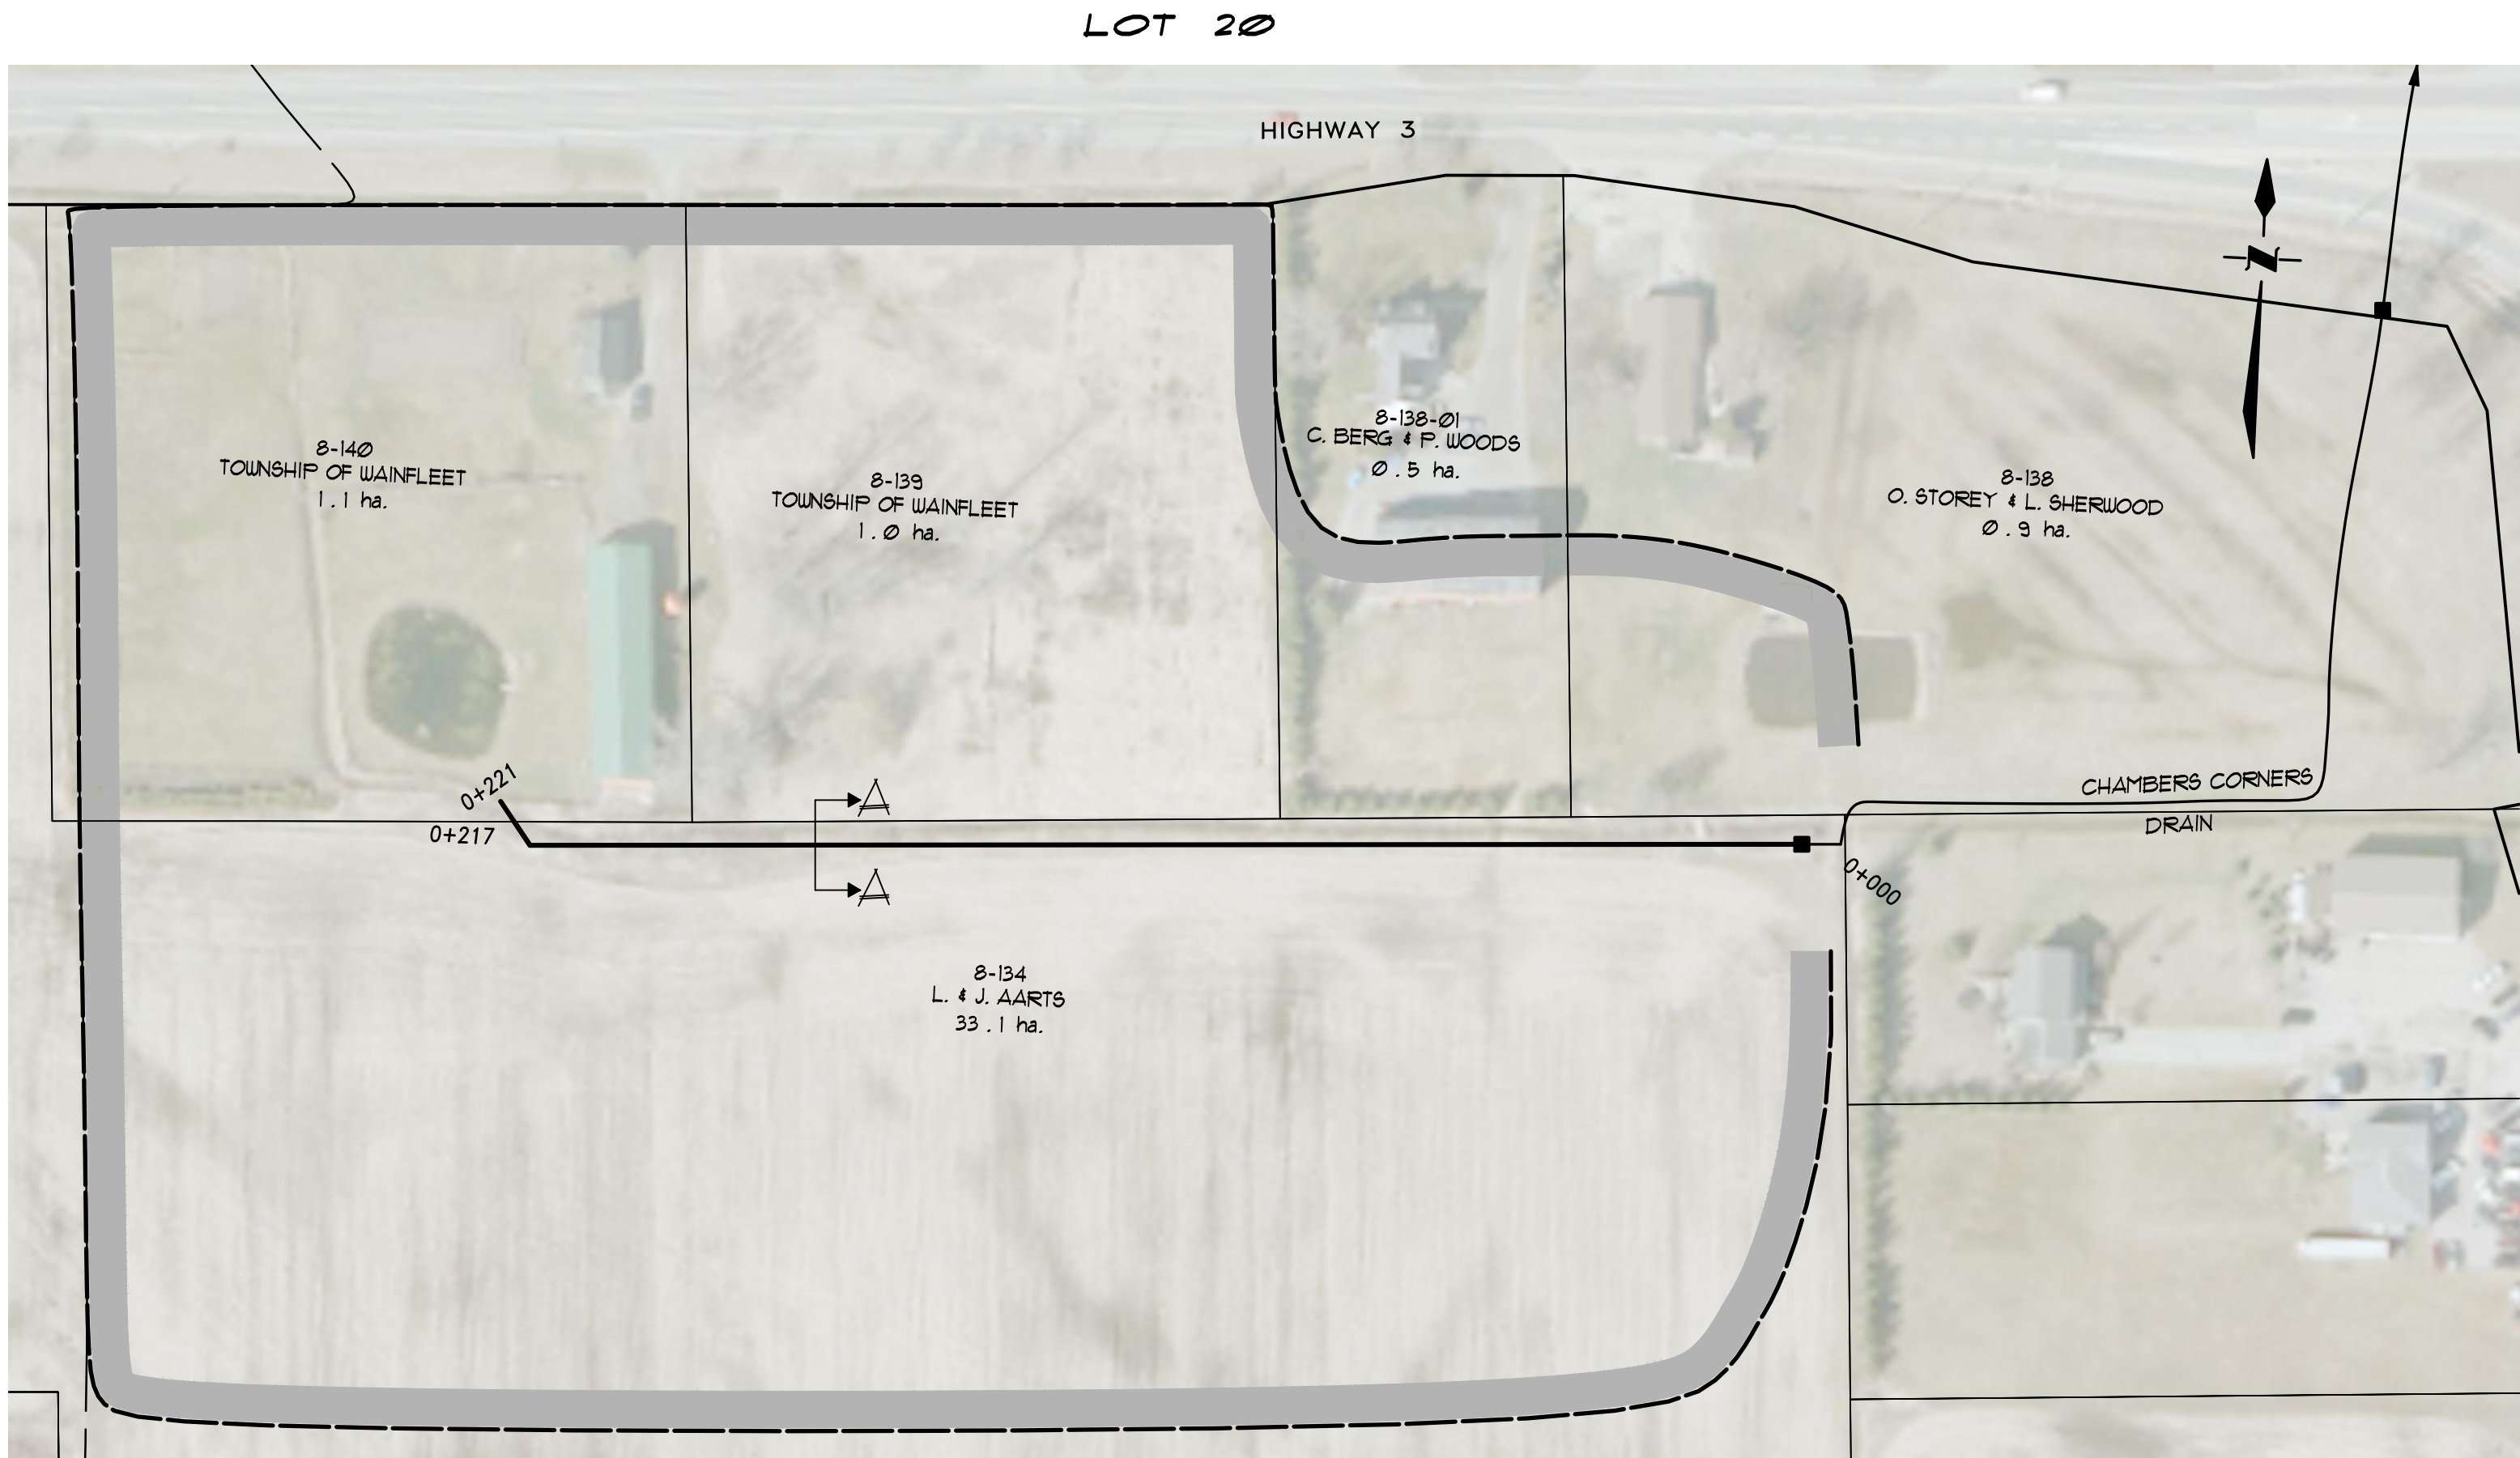 LOT 20
HIGHWAY 3
N
8-140
TOWNSHIP OF WAINFLEET
1.1 ha.
8-139
TOWNSHIP OF WAINFLEET
1.0 ha.
8-138-01
C. BERG & P. WOODS
0.5 ha.
8-138
O. STOREY & L. SHERWOOD
0.9 ha.
0+221
0+217
A
A
CHAMBERS CORNERS
DRAIN
0+000
8-134
L. & J. AARTS
33.1 ha.